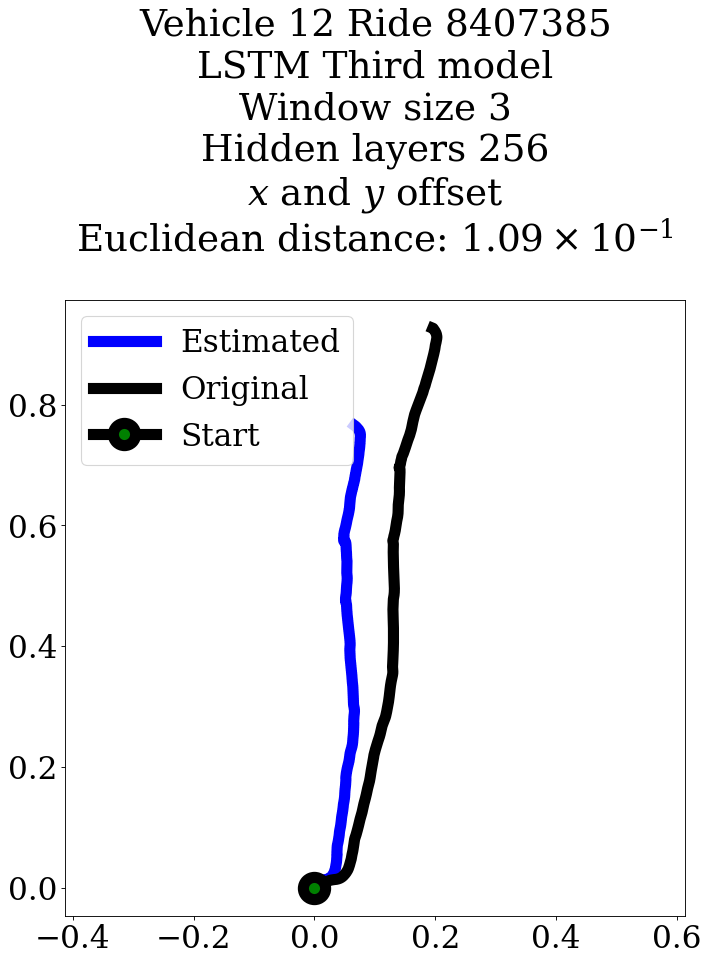 Vehicle 12 Ride 8407385
LSTM Third model
Window size 3
Hidden layers 256
x and y offset
Euclidean distance: 1.09 × 10⁻¹
Estimated
Original
Start
0.8
0.6
0.4
0.2
0.0
−0.4 −0.2 0.0 0.2 0.4 0.6